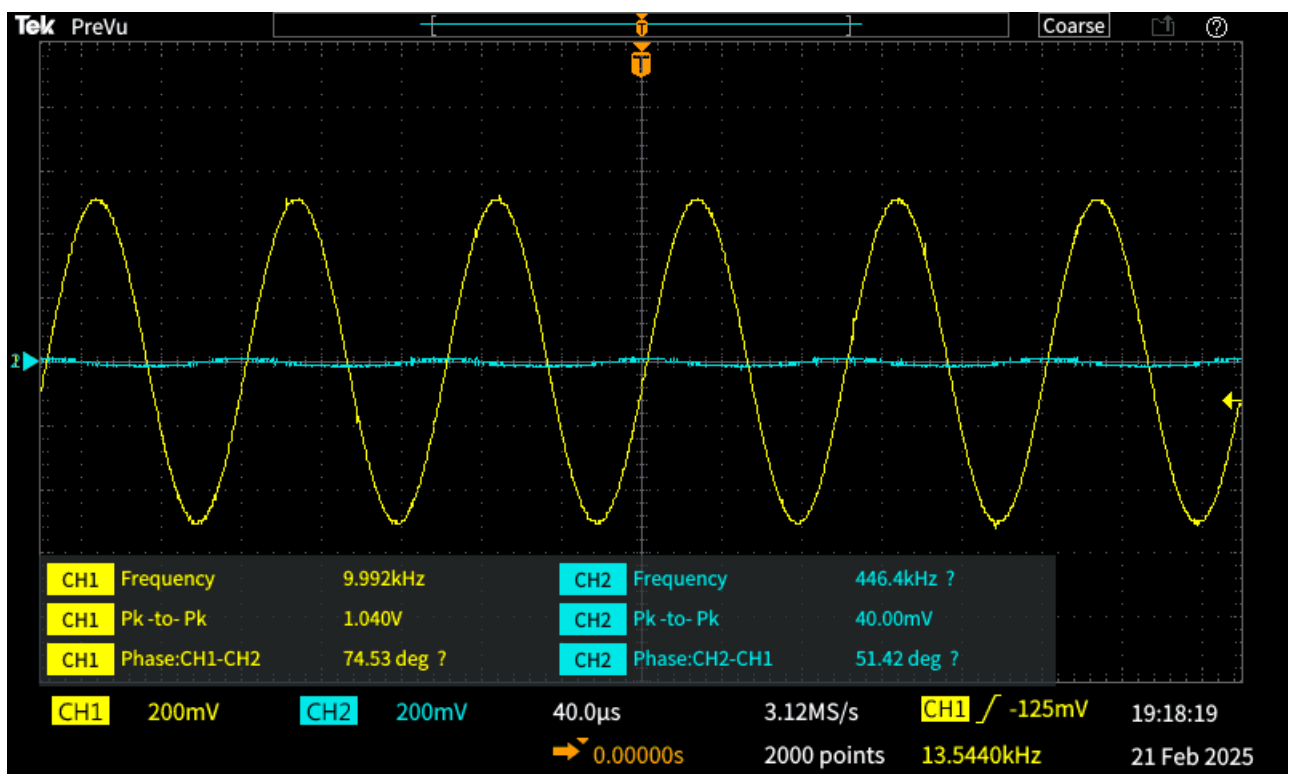 Tek PreVu Coarse ?
T
T
2
CH1 Frequency 9.992kHz CH2 Frequency 446.4kHz ?
CH1 Pk -to- Pk 1.040V CH2 Pk -to- Pk 40.00mV
CH1 Phase:CH1-CH2 74.53 deg ? CH2 Phase:CH2-CH1 51.42 deg ?
CH1 200mV CH2 200mV 40.0µs 3.12MS/s CH1 -125mV 19:18:19
0.00000s 2000 points 13.5440kHz 21 Feb 2025